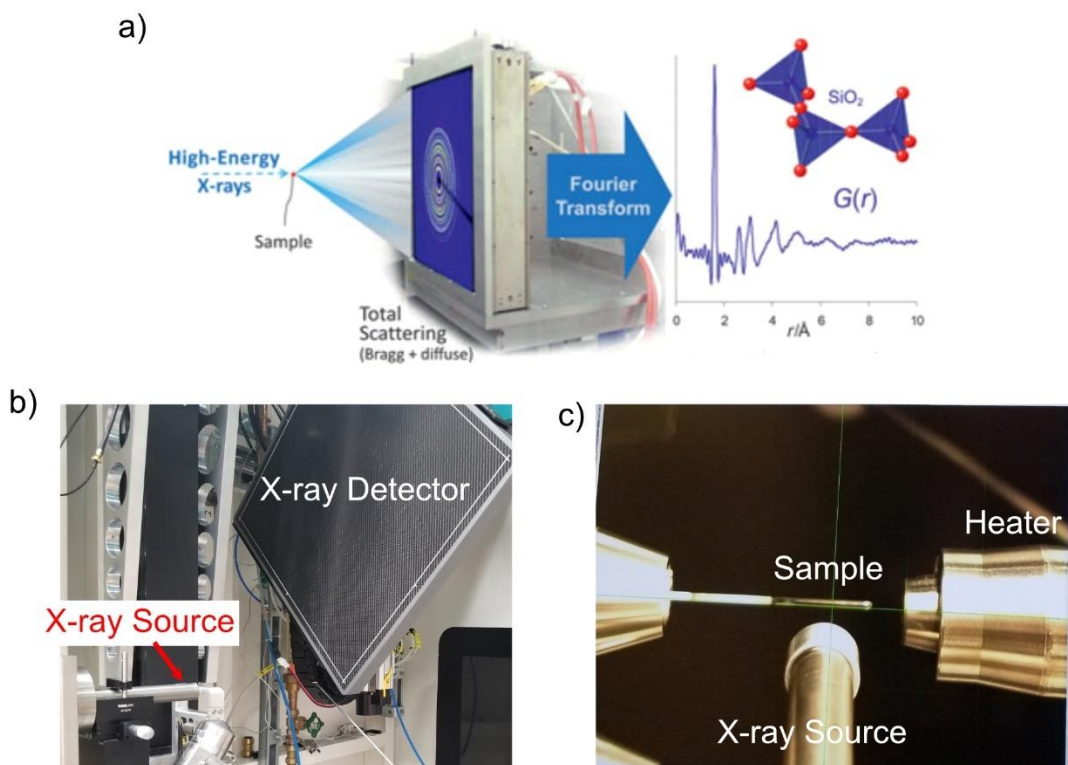 a)
High-Energy
X-rays
Sample
Total
Scattering
(Bragg + diffuse)
Fourier
Transform
SiO₂
G(r)
0 2 4 6 8 10
r/Å
b)
X-ray Detector
X-ray Source
c)
Heater
Sample
X-ray Source